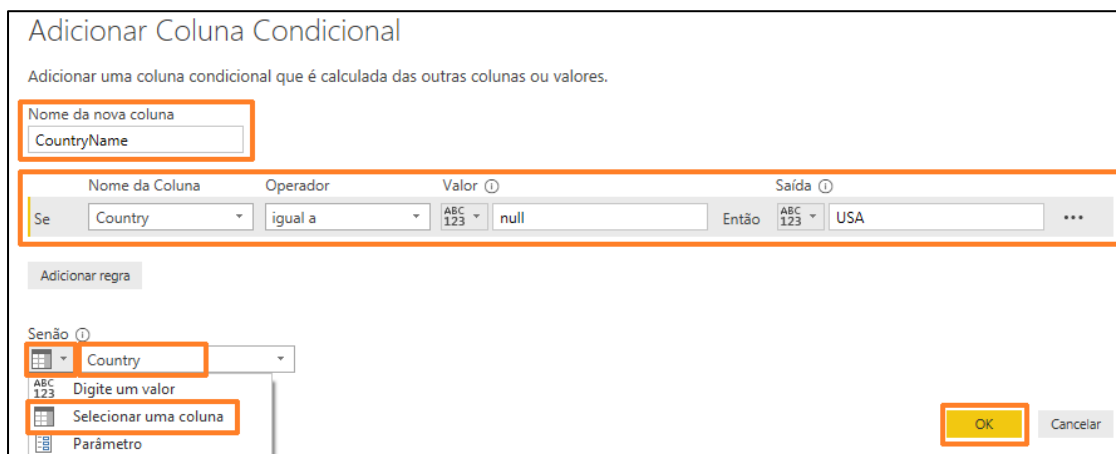 Adicionar Coluna Condicional
Adicionar uma coluna condicional que é calculada das outras colunas ou valores.
Nome da nova coluna
CountryName
Nome da Coluna Operador Valor Saída
Se Country igual a ABC 123 null Então ABC 123 USA ...
Adicionar regra
Senão
Country
ABC 123 Digite um valor
Selecionar uma coluna
Parâmetro
OK Cancelar